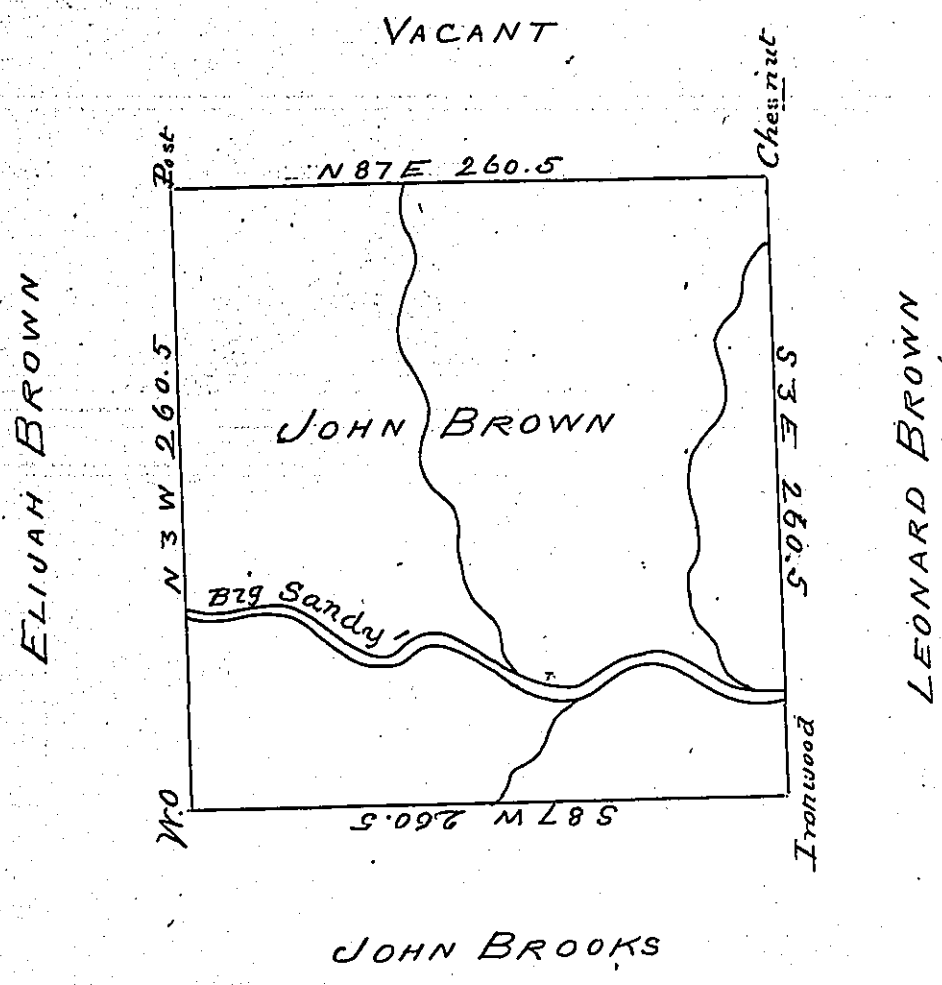 VACANT
Post
Chesnut
N 87 E 260.5
ELIJAH BROWN
N 3 W 260.5
JOHN BROWN
S 3 E 260.5
LEONARD BROWN
Big Sandy
W.O
S 87 W 260.5
Ironwood
JOHN BROOKS